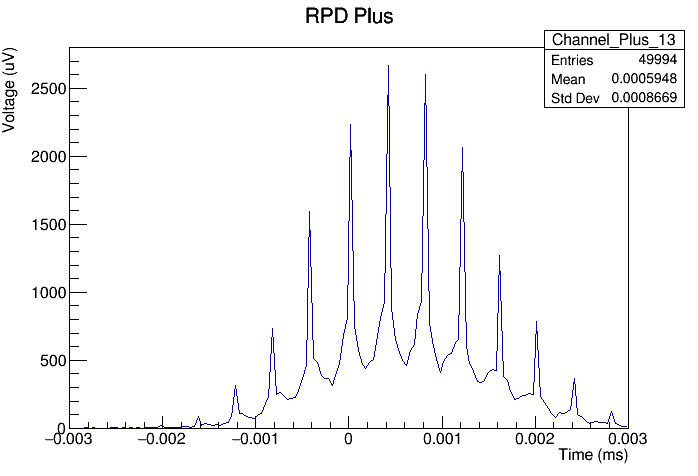 RPD Plus
Channel_Plus_13
Entries 49994
Mean 0.0005948
Std Dev 0.0008669
Voltage (uV)
2500
2000
1500
1000
500
0
−0.003 −0.002 −0.001 0 0.001 0.002 0.003
Time (ms)